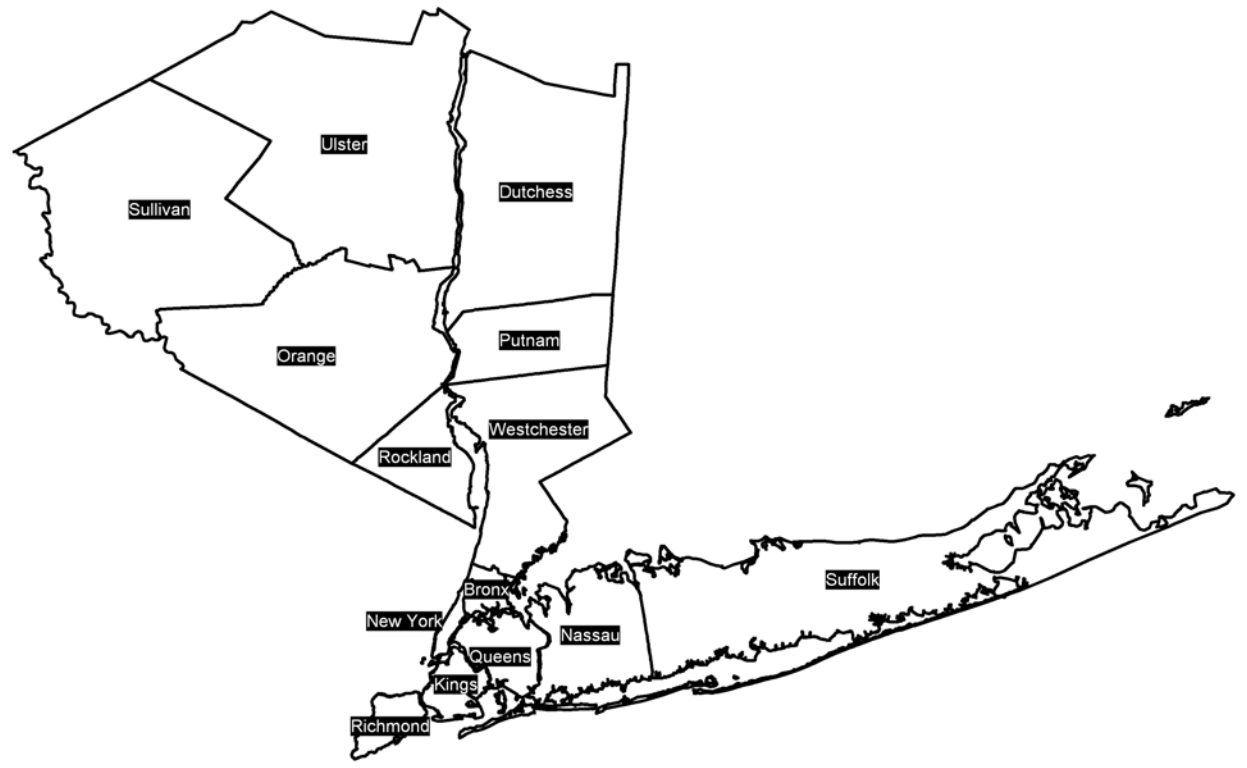 Ulster
Dutchess
Sullivan
Putnam
Orange
Westchester
Rockland
Suffolk
Bronx
New York
Nassau
Queens
Kings
Richmond